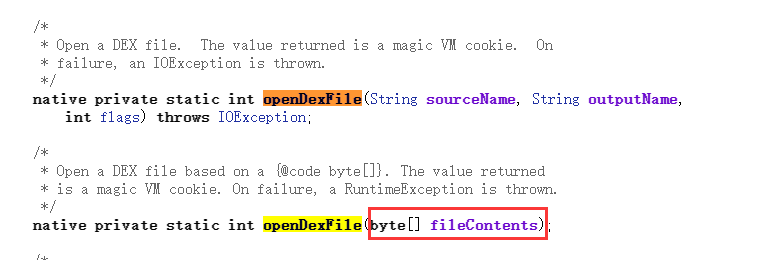 /*
* Open a DEX file.  The value returned is a magic VM cookie.  On
* failure, an IOException is thrown.
*/
native private static int openDexFile(String sourceName, String outputName,
int flags) throws IOException;
/*
* Open a DEX file based on a {@code byte[]}. The value returned
* is a magic VM cookie. On failure, a RuntimeException is thrown.
*/
native private static int openDexFile(byte[] fileContents);
/*